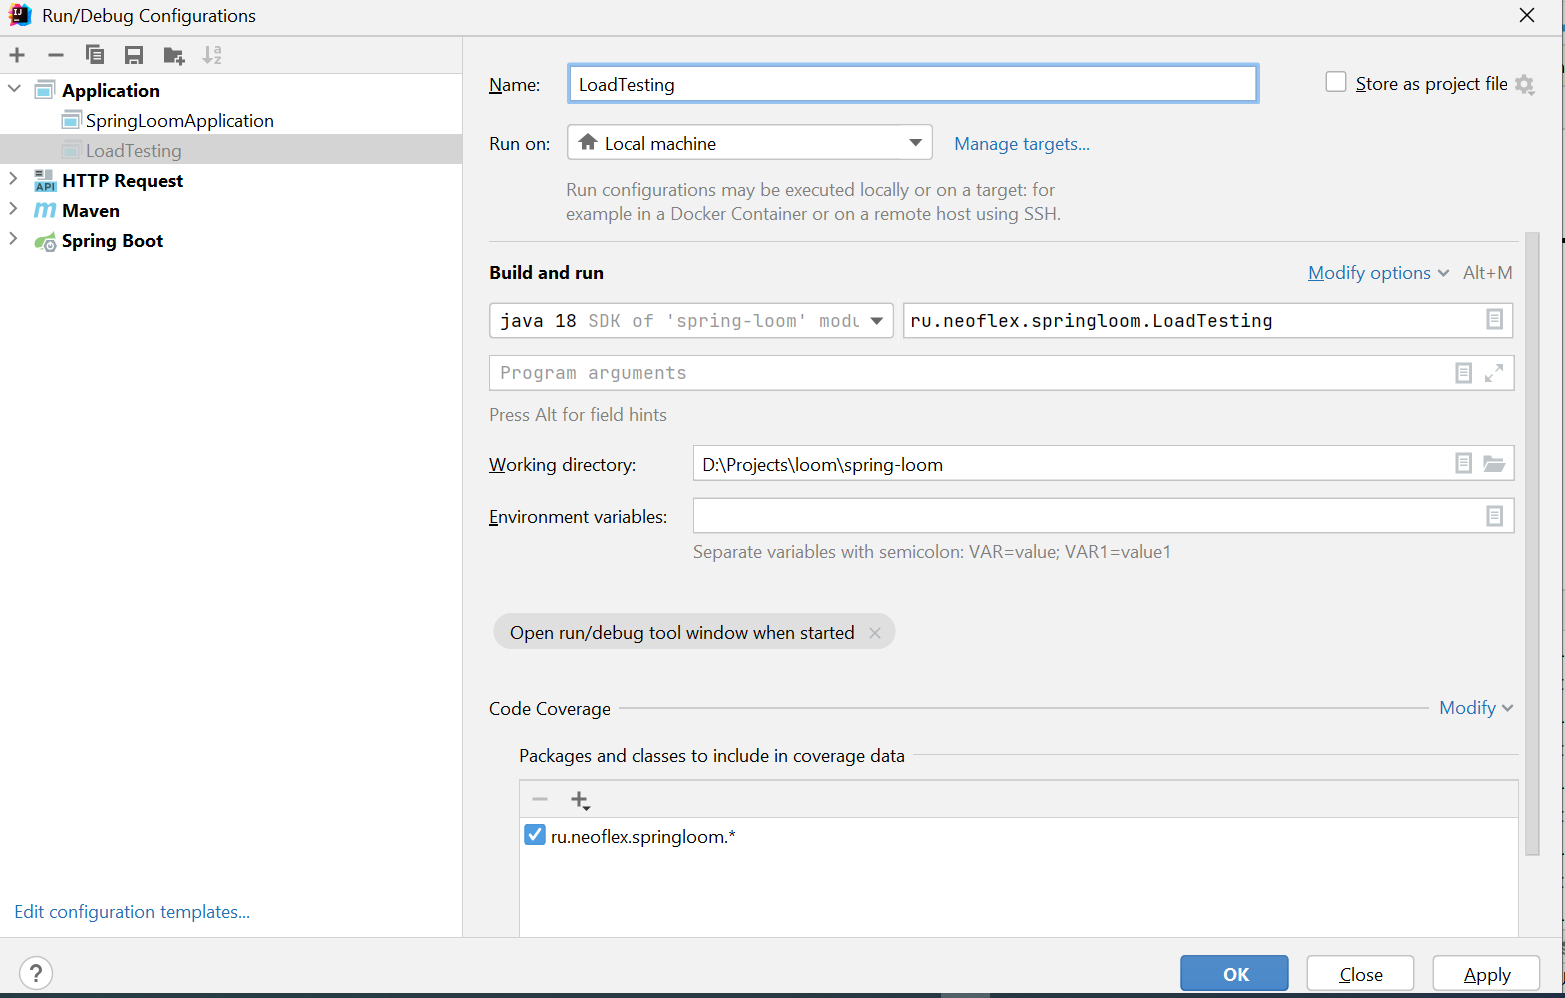 Run/Debug Configurations
Application
SpringLoomApplication
LoadTesting
API HTTP Request
m Maven
Spring Boot
Edit configuration templates...
Name: LoadTesting
Store as project file
Run on: Local machine Manage targets...
Run configurations may be executed locally or on a target: for
example in a Docker Container or on a remote host using SSH.
Build and run
Modify options Alt+M
java 18 SDK of 'spring-loom' modu
ru.neoflex.springloom.LoadTesting
Program arguments
Press Alt for field hints
Working directory: D:\Projects\loom\spring-loom
Environment variables:
Separate variables with semicolon: VAR=value; VAR1=value1
Open run/debug tool window when started
Code Coverage Modify
Packages and classes to include in coverage data
ru.neoflex.springloom.*
?
OK Close Apply